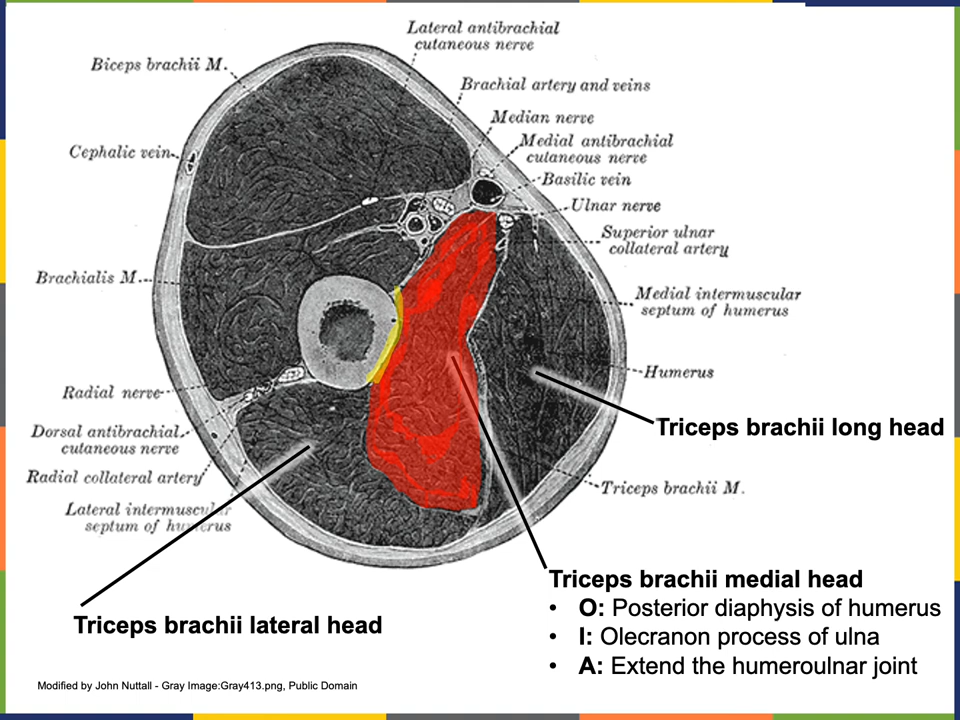 Lateral antibrachial
cutaneous nerve
Biceps brachii M.
Brachial artery and veins
Median nerve
Medial antibrachial
cutaneous nerve
Cephalic vein
Basilic vein
Ulnar nerve
Superior ulnar
collateral artery
Brachialis M.
Medial intermuscular
septum of humerus
Humerus
Radial nerve
Triceps brachii long head
Dorsal antibrachial
cutaneous nerve
Radial collateral artery
Triceps brachii M.
Lateral intermuscular
septum of humerus
Triceps brachii medial head
• O: Posterior diaphysis of humerus
• I: Olecranon process of ulna
• A: Extend the humeroulnar joint
Triceps brachii lateral head
Modified by John Nuttall - Gray Image:Gray413.png, Public Domain